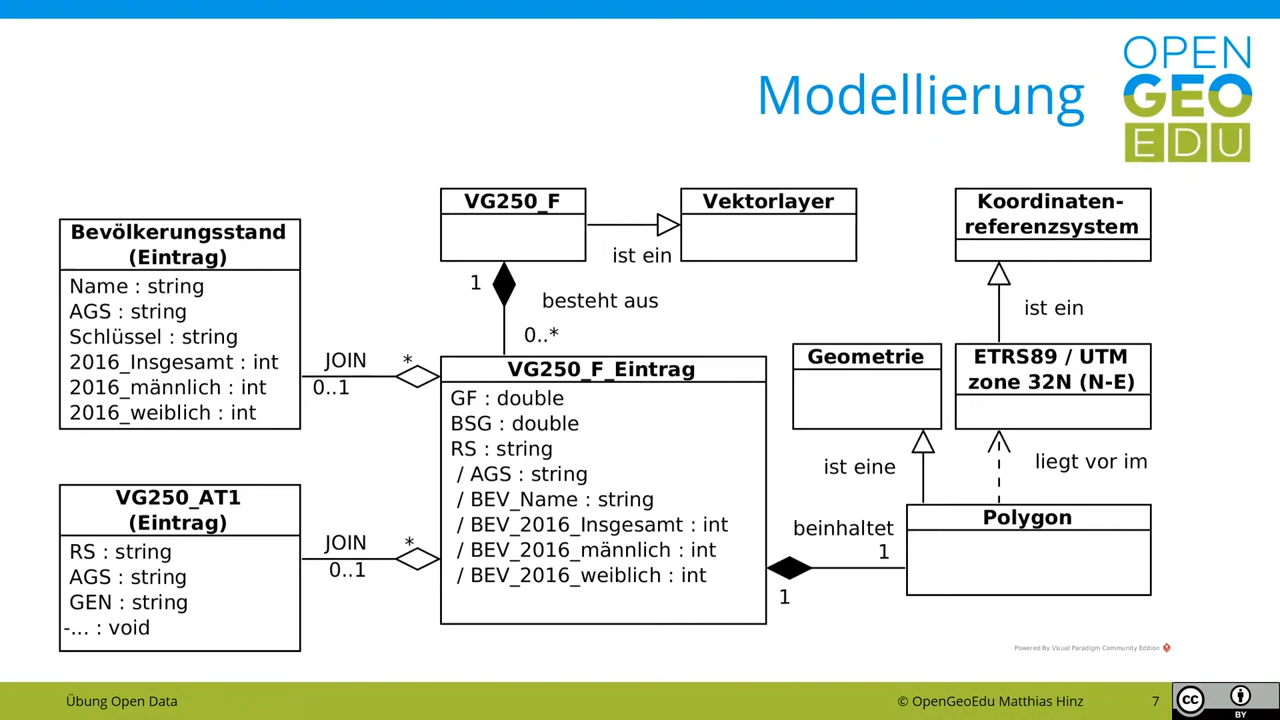 OPEN
GEO
EDU
Modellierung
VG250_F
Vektorlayer
ist ein
Koordinaten-
referenzsystem
ist ein
Bevölkerungsstand
(Eintrag)
Name : string
AGS : string
Schlüssel : string
2016_Insgesamt : int
2016_männlich : int
2016_weiblich : int
1
besteht aus
0..*
JOIN
*
0..1
VG250_F_Eintrag
GF : double
BSG : double
RS : string
/ AGS : string
/ BEV_Name : string
/ BEV_2016_Insgesamt : int
/ BEV_2016_männlich : int
/ BEV_2016_weiblich : int
Geometrie
ETRS89 / UTM
zone 32N (N-E)
ist eine
liegt vor im
VG250_AT1
(Eintrag)
RS : string
AGS : string
GEN : string
-... : void
JOIN
*
0..1
beinhaltet
1
1
Polygon
Powered By Visual Paradigm Community Edition
Übung Open Data
© OpenGeoEdu Matthias Hinz
7
cc
BY